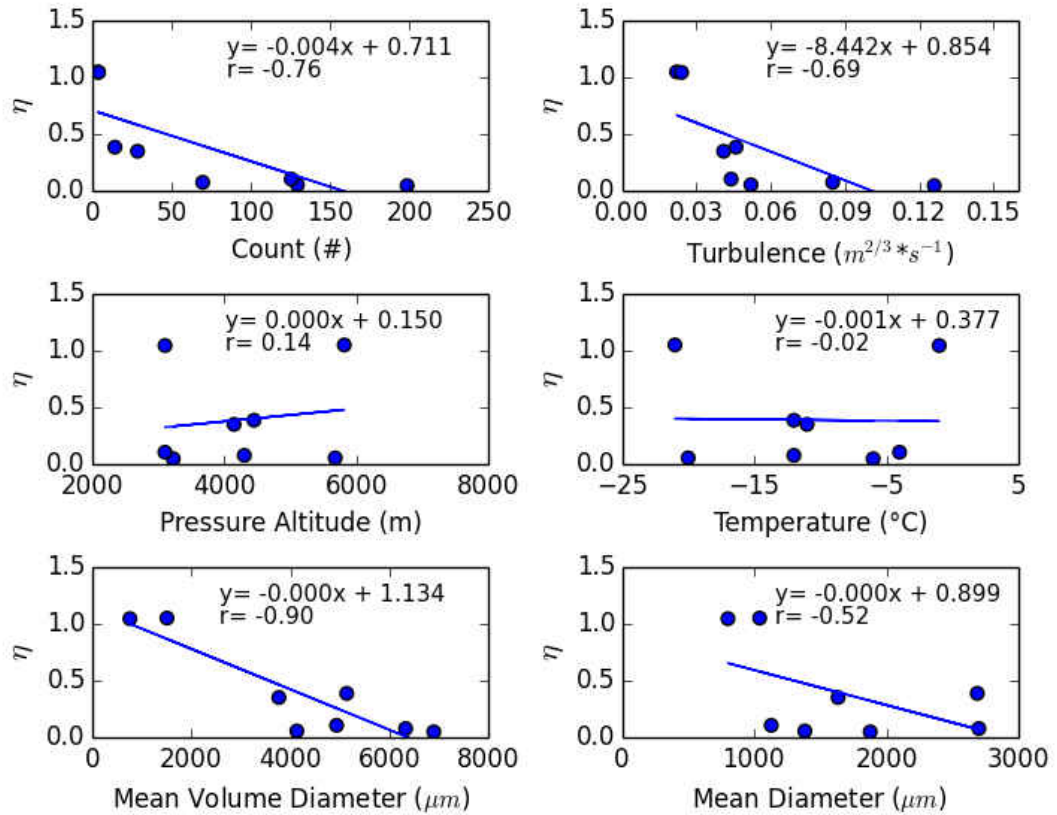 1.5
1.0
0.5
0.0
η
y= -0.004x + 0.711
r= -0.76
0 50 100 150 200 250
Count (#)
1.5
1.0
0.5
0.0
η
y= -8.442x + 0.854
r= -0.69
0.00 0.03 0.06 0.09 0.12 0.15
Turbulence (m^{2/3} * s^{-1})
1.5
1.0
0.5
0.0
η
y= 0.000x + 0.150
r= 0.14
2000 4000 6000 8000
Pressure Altitude (m)
1.5
1.0
0.5
0.0
η
y= -0.001x + 0.377
r= -0.02
−25 −15 −5 5
Temperature (°C)
1.5
1.0
0.5
0.0
η
y= -0.000x + 1.134
r= -0.90
0 2000 4000 6000 8000
Mean Volume Diameter (μm)
1.5
1.0
0.5
0.0
η
y= -0.000x + 0.899
r= -0.52
0 1000 2000 3000
Mean Diameter (μm)